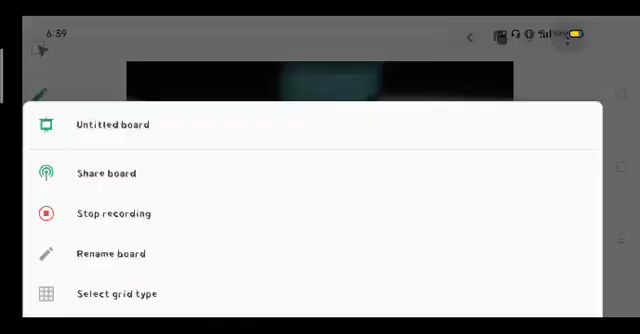 6:39
Untitled board
Share board
Stop recording
Rename board
Select grid type